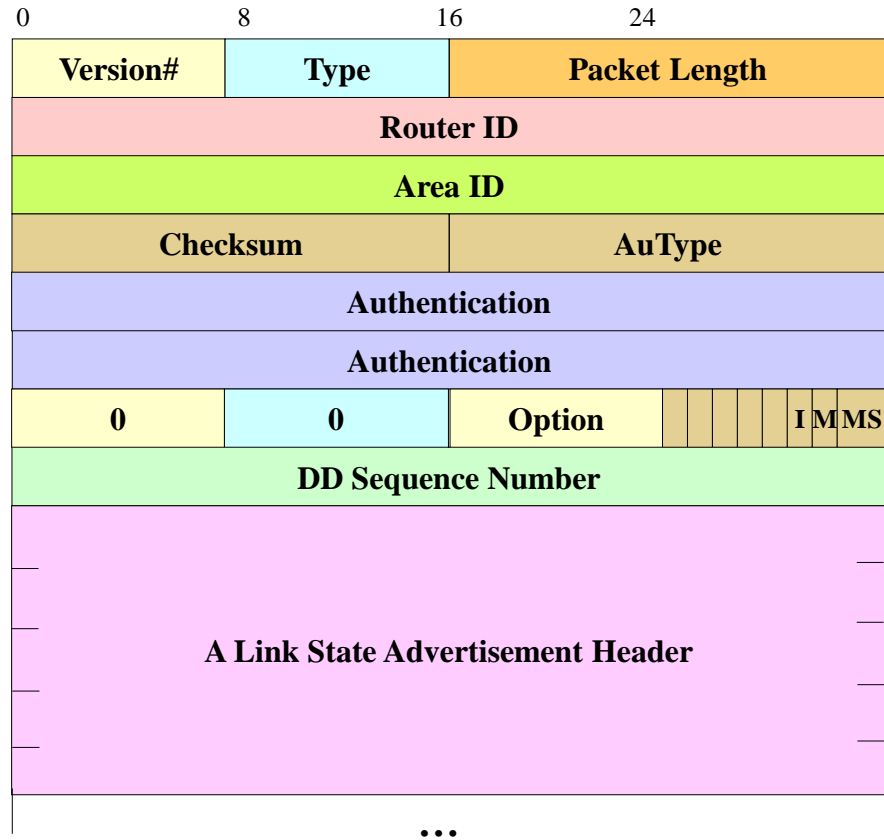 0 8 16 24
Version# Type Packet Length
Router ID
Area ID
Checksum AuType
Authentication
Authentication
0 0 Option I M MS
DD Sequence Number
A Link State Advertisement Header
...